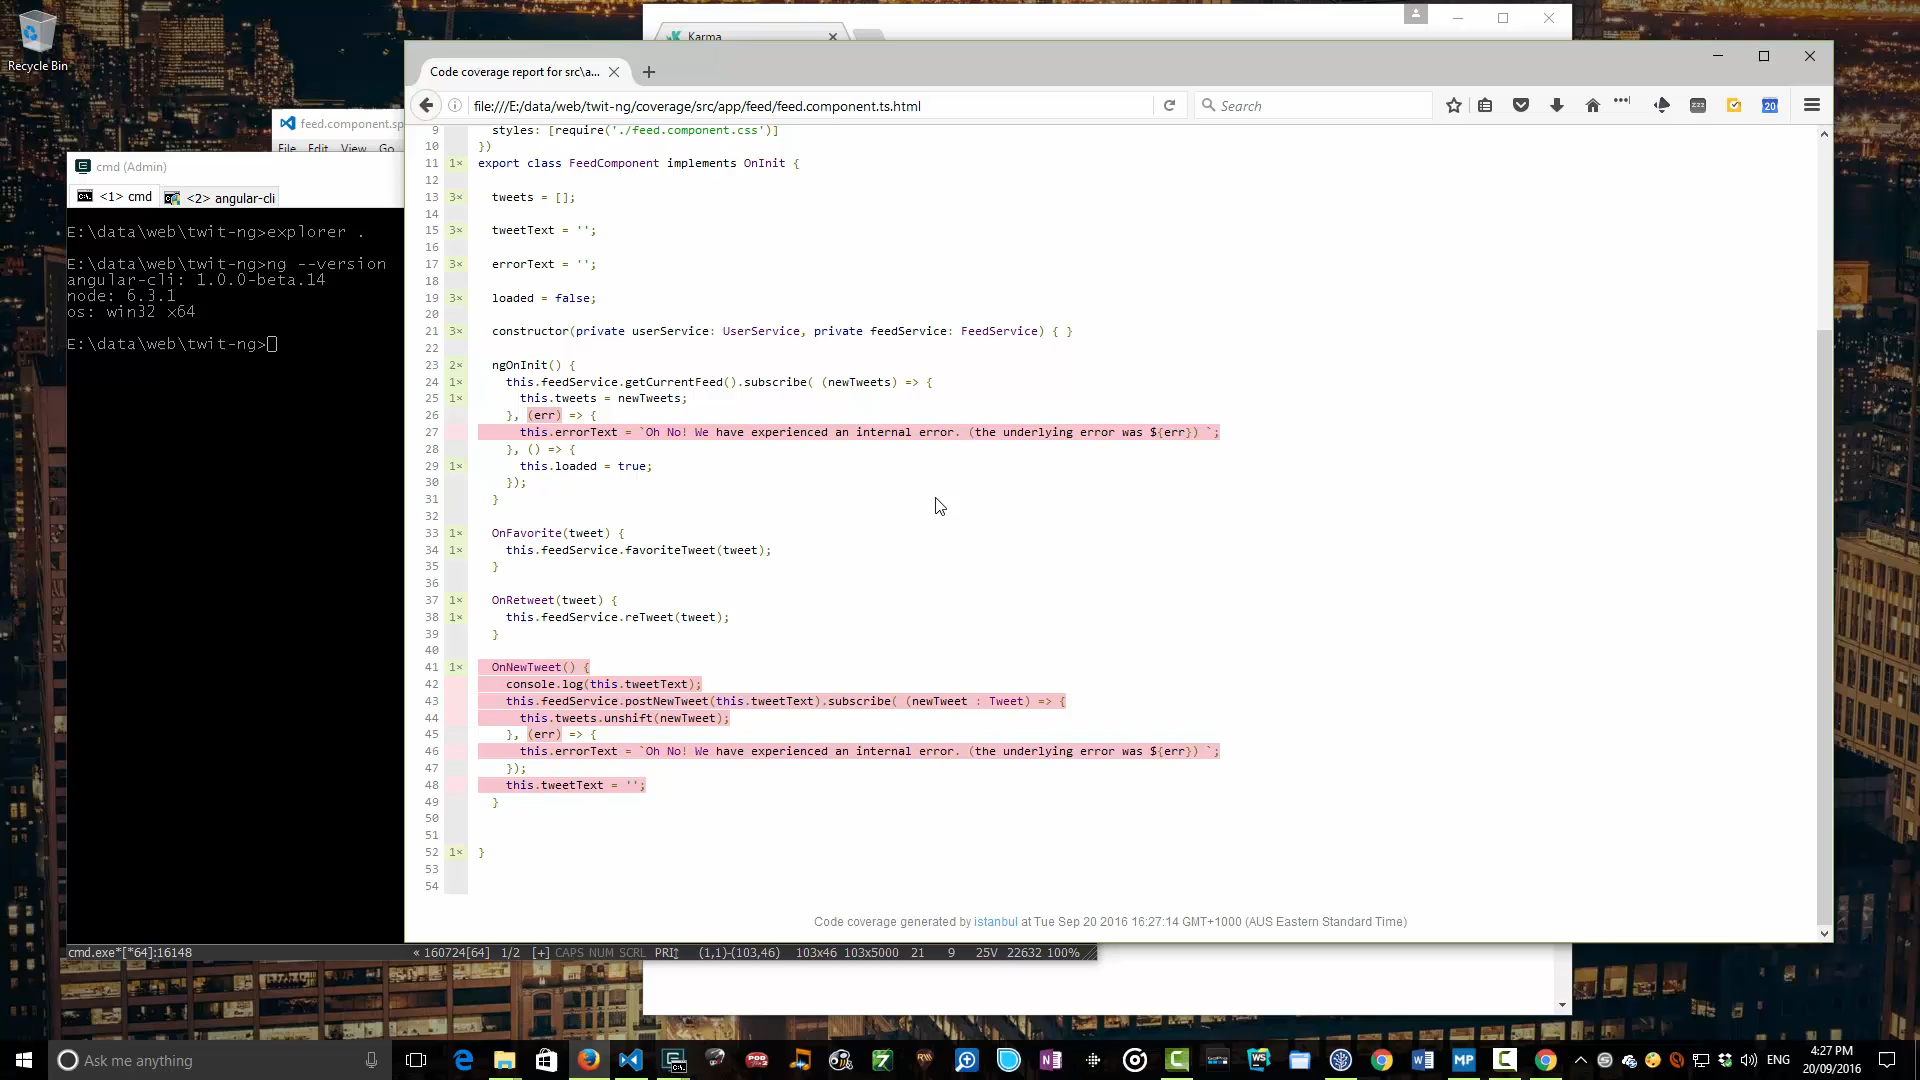 Recycle Bin
Karma
Code coverage report for src\a...
file:///E:/data/web/twit-ng/coverage/src/app/feed/feed.component.ts.html
Search
20
feed.component.sp
File Edit View Go
cmd (Admin)
<1> cmd
<2> angular-cli
E:\data\web\twit-ng>explorer .
E:\data\web\twit-ng>ng --version
angular-cli: 1.0.0-beta.14
node: 6.3.1
os: win32 x64
E:\data\web\twit-ng>
9 styles: [require('./feed.component.css')]
10 })
11 1× export class FeedComponent implements OnInit {
12
13 3× tweets = [];
14
15 3× tweetText = '';
16
17 3× errorText = '';
18
19 3× loaded = false;
20
21 3× constructor(private userService: UserService, private feedService: FeedService) { }
22
23 2× ngOnInit() {
24 1× this.feedService.getCurrentFeed().subscribe( (newTweets) => {
25 1× this.tweets = newTweets;
26 }, (err) => {
27 this.errorText = `Oh No! We have experienced an internal error. (the underlying error was ${err}) `;
28 }, () => {
29 1× this.loaded = true;
30 });
31 }
32
33 1× OnFavorite(tweet) {
34 1× this.feedService.favoriteTweet(tweet);
35 }
36
37 1× OnRetweet(tweet) {
38 1× this.feedService.reTweet(tweet);
39 }
40
41 1× OnNewTweet() {
42 console.log(this.tweetText);
43 this.feedService.postNewTweet(this.tweetText).subscribe( (newTweet : Tweet) => {
44 this.tweets.unshift(newTweet);
45 }, (err) => {
46 this.errorText = `Oh No! We have experienced an internal error. (the underlying error was ${err}) `;
47 });
48 this.tweetText = '';
49 }
50
51
52 1× }
53
54
Code coverage generated by istanbul at Tue Sep 20 2016 16:27:14 GMT+1000 (AUS Eastern Standard Time)
cmd.exe*[*64]:16148 « 160724[64] 1/2 [+] CAPS NUM SCRL PRI↕ (1,1)-(103,46) 103x46 103x5000 21 9 25V 22632 100%
Ask me anything
ENG
4:27 PM
20/09/2016